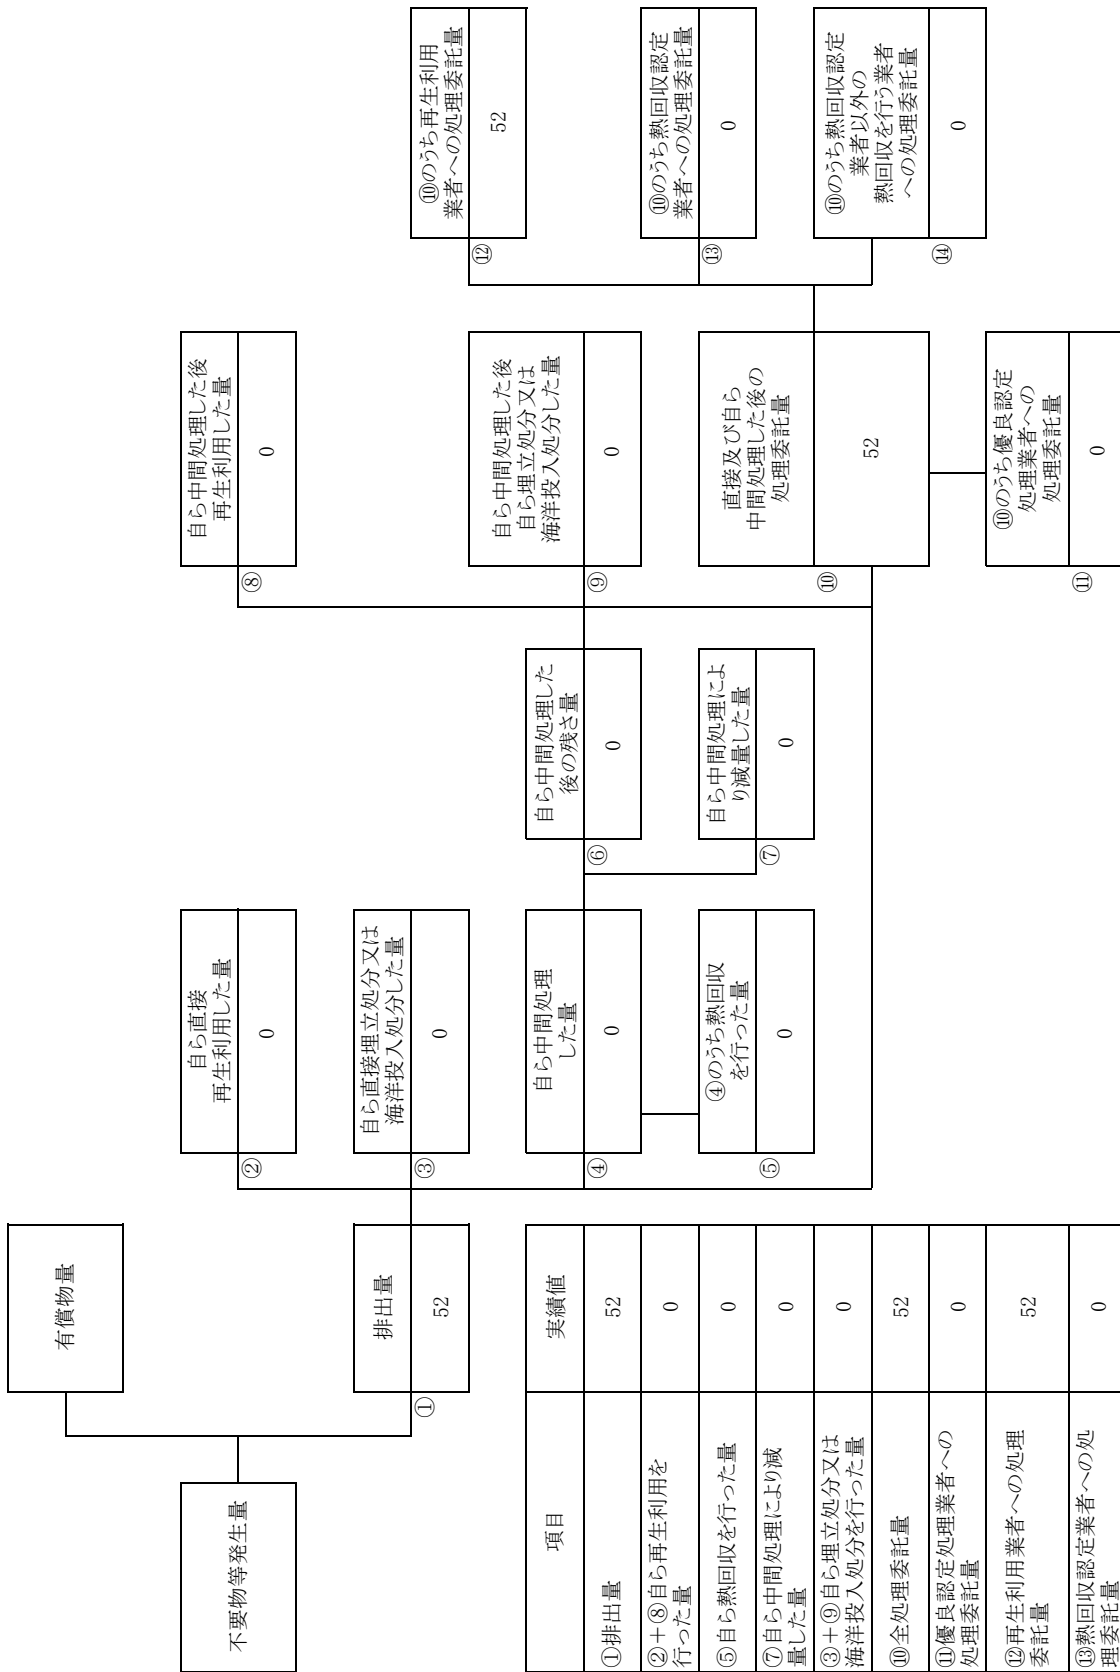 不要物等発生量
有償物量
①
排出量
52
②
自ら直接
再生利用した量
0
③
自ら直接埋立処分又は
海洋投入処分した量
0
④
自ら中間処理
した量
0
⑤
④のうち熱回収
を行った量
0
⑥
自ら中間処理した
後の残さ量
0
⑦
自ら中間処理によ
り減量した量
0
⑧
自ら中間処理した後
再生利用した量
0
⑨
自ら中間処理した後
自ら埋立処分又は
海洋投入処分した量
0
⑩
直接及び自ら
中間処理した後の
処理委託量
52
⑪
⑩のうち優良認定
処理業者への
処理委託量
0
⑫
⑩のうち再生利用
業者への処理委託量
52
⑬
⑩のうち熱回収認定
業者への処理委託量
0
⑭
⑩のうち熱回収認定
業者以外の
熱回収を行う業者
への処理委託量
0
項目 実績値
①排出量 52
②+⑧自ら再生利用を
行った量 0
⑤自ら熱回収を行った量 0
⑦自ら中間処理により減
量した量 0
③+⑨自ら埋立処分又は
海洋投入処分を行った量 0
⑩全処理委託量 52
⑪優良認定処理業者への
処理委託量 0
⑫再生利用業者への処理
委託量 52
⑬熱回収認定業者への処
理委託量 0